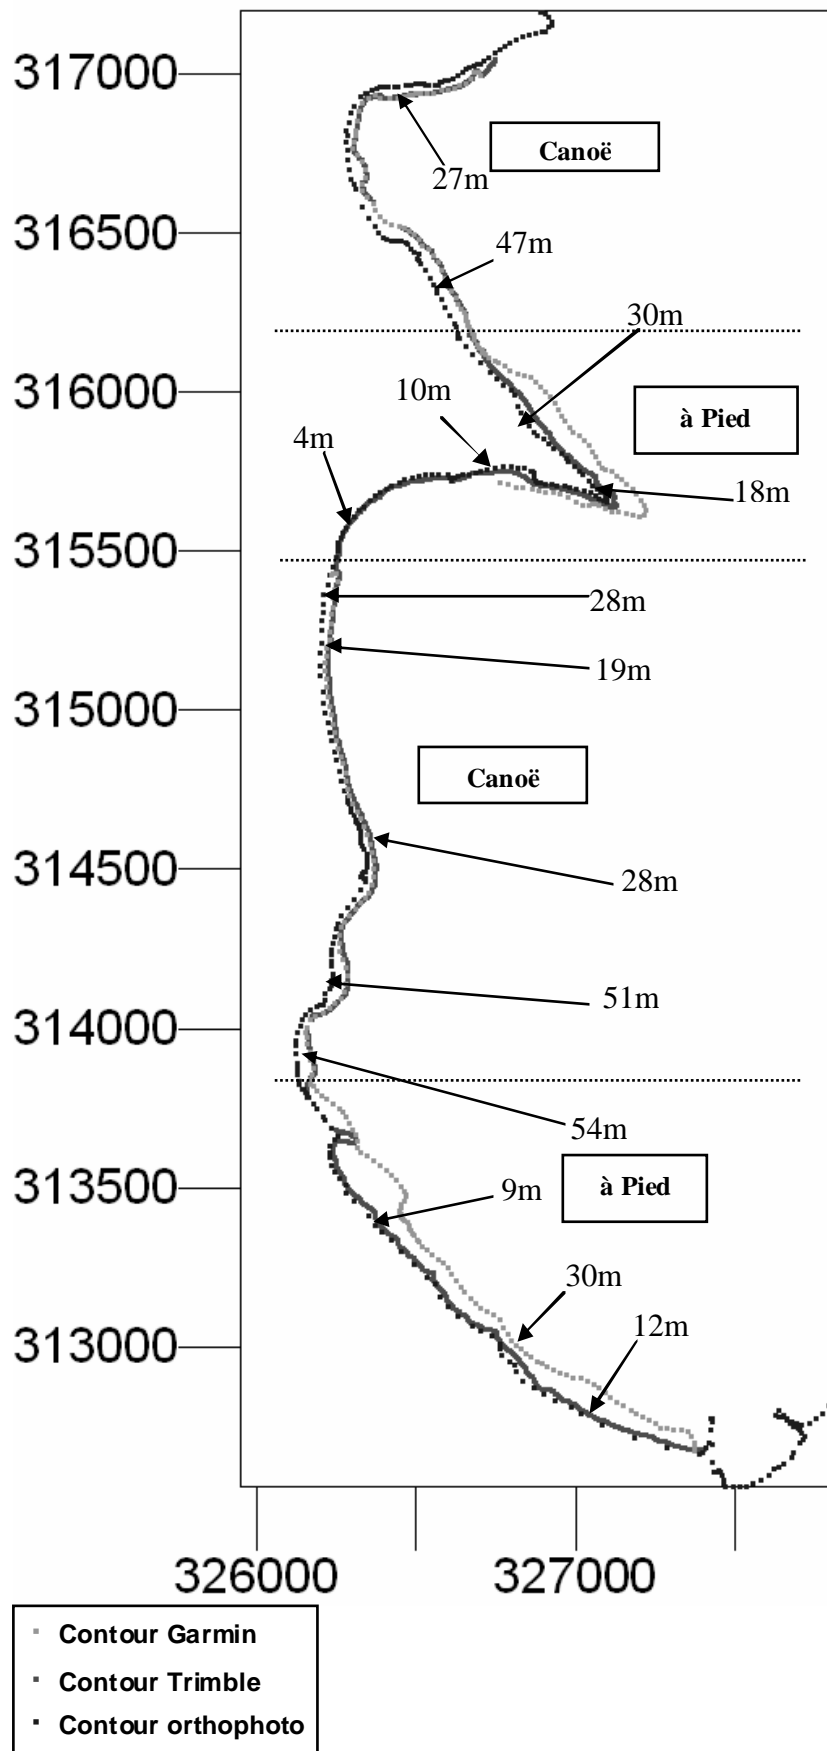 317000
Canoë
27m
316500
47m
30m
316000
10m
à Pied
4m
18m
315500
28m
19m
315000
Canoë
314500
28m
51m
314000
54m
à Pied
313500
9m
30m
12m
313000
326000 327000
Contour Garmin
Contour Trimble
Contour orthophoto